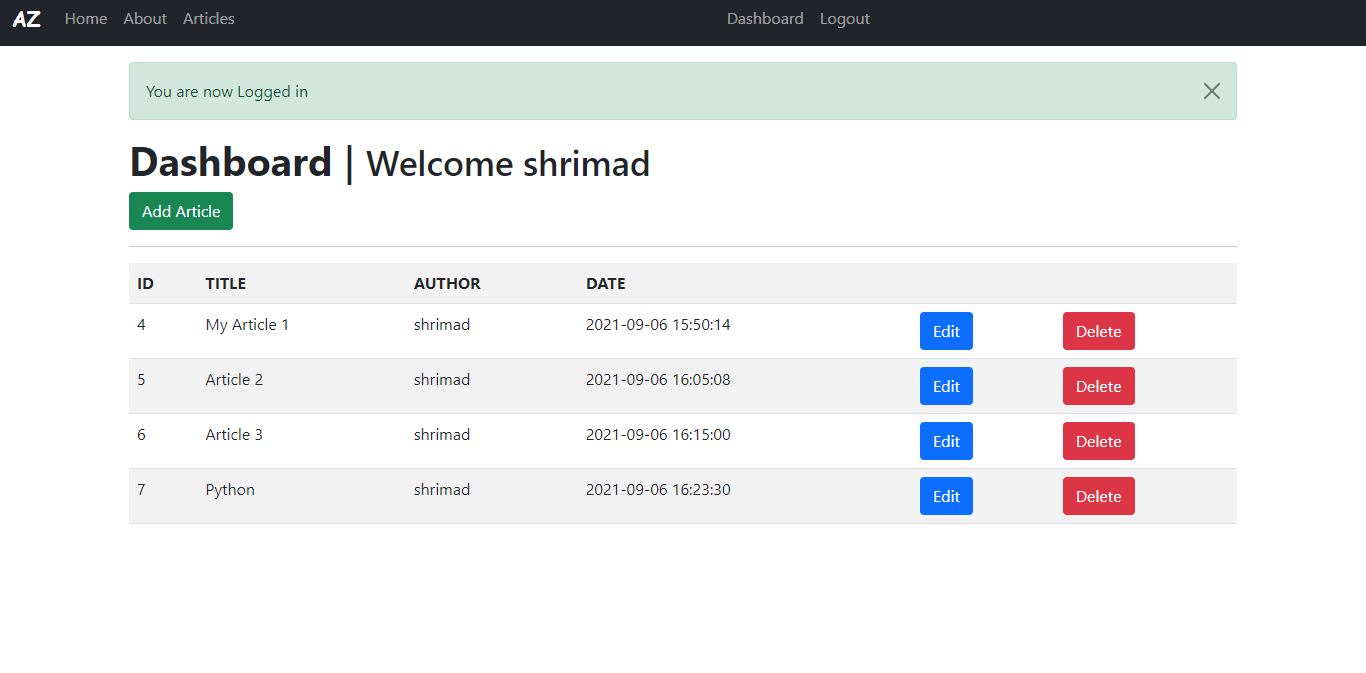 AZ Home About Articles Dashboard Logout
You are now Logged in
Dashboard | Welcome shrimad
Add Article
ID TITLE AUTHOR DATE
4 My Article 1 shrimad 2021-09-06 15:50:14 Edit Delete
5 Article 2 shrimad 2021-09-06 16:05:08 Edit Delete
6 Article 3 shrimad 2021-09-06 16:15:00 Edit Delete
7 Python shrimad 2021-09-06 16:23:30 Edit Delete